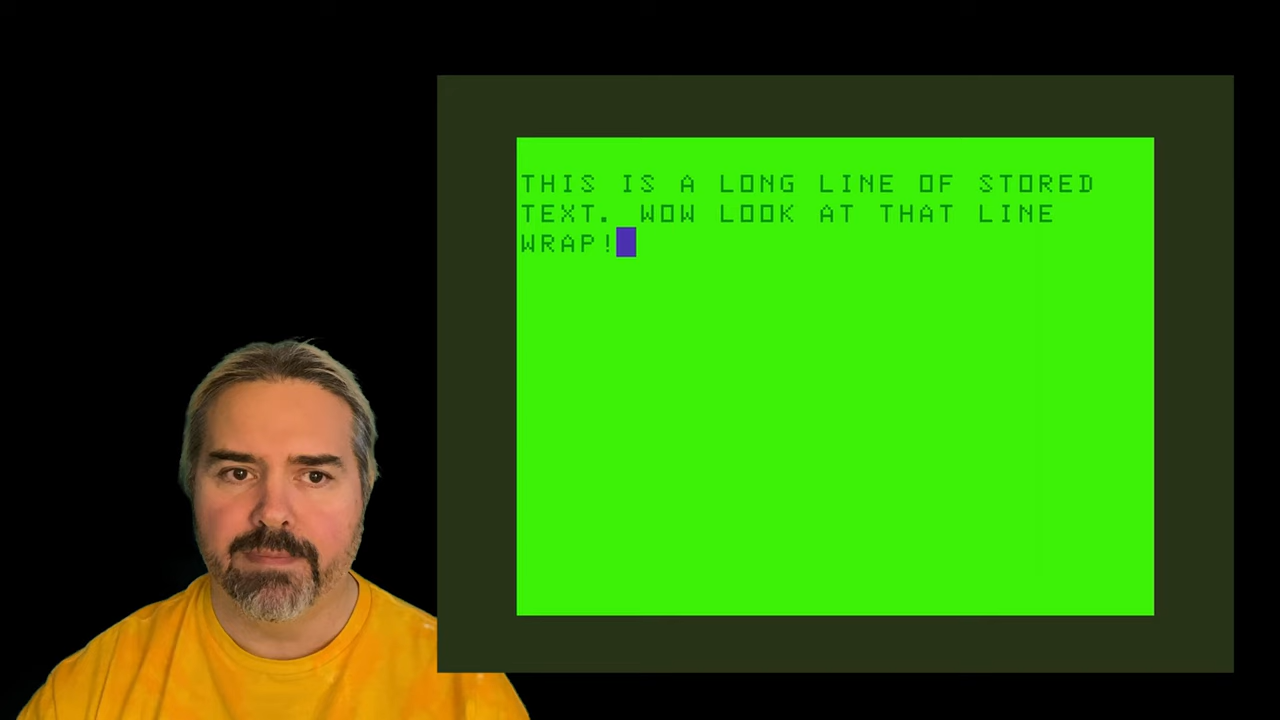 THIS IS A LONG LINE OF STORED
TEXT. WOW LOOK AT THAT LINE
WRAP!